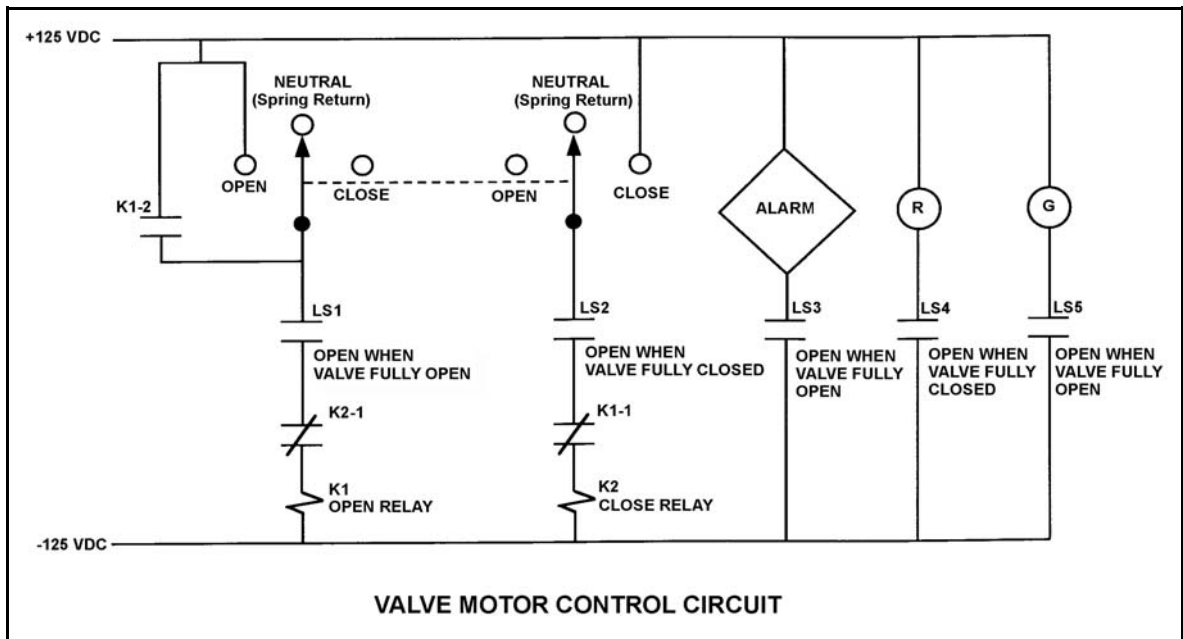 +125 VDC
NEUTRAL
(Spring Return)
NEUTRAL
(Spring Return)
OPEN
CLOSE
OPEN
CLOSE
K1-2
ALARM
R
G
LS1
OPEN WHEN
VALVE FULLY OPEN
LS2
OPEN WHEN
VALVE FULLY CLOSED
LS3
OPEN WHEN
VALVE FULLY
OPEN
LS4
OPEN WHEN
VALVE FULLY
CLOSED
LS5
OPEN WHEN
VALVE FULLY
OPEN
K2-1
K1-1
K1
OPEN RELAY
K2
CLOSE RELAY
-125 VDC
VALVE MOTOR CONTROL CIRCUIT